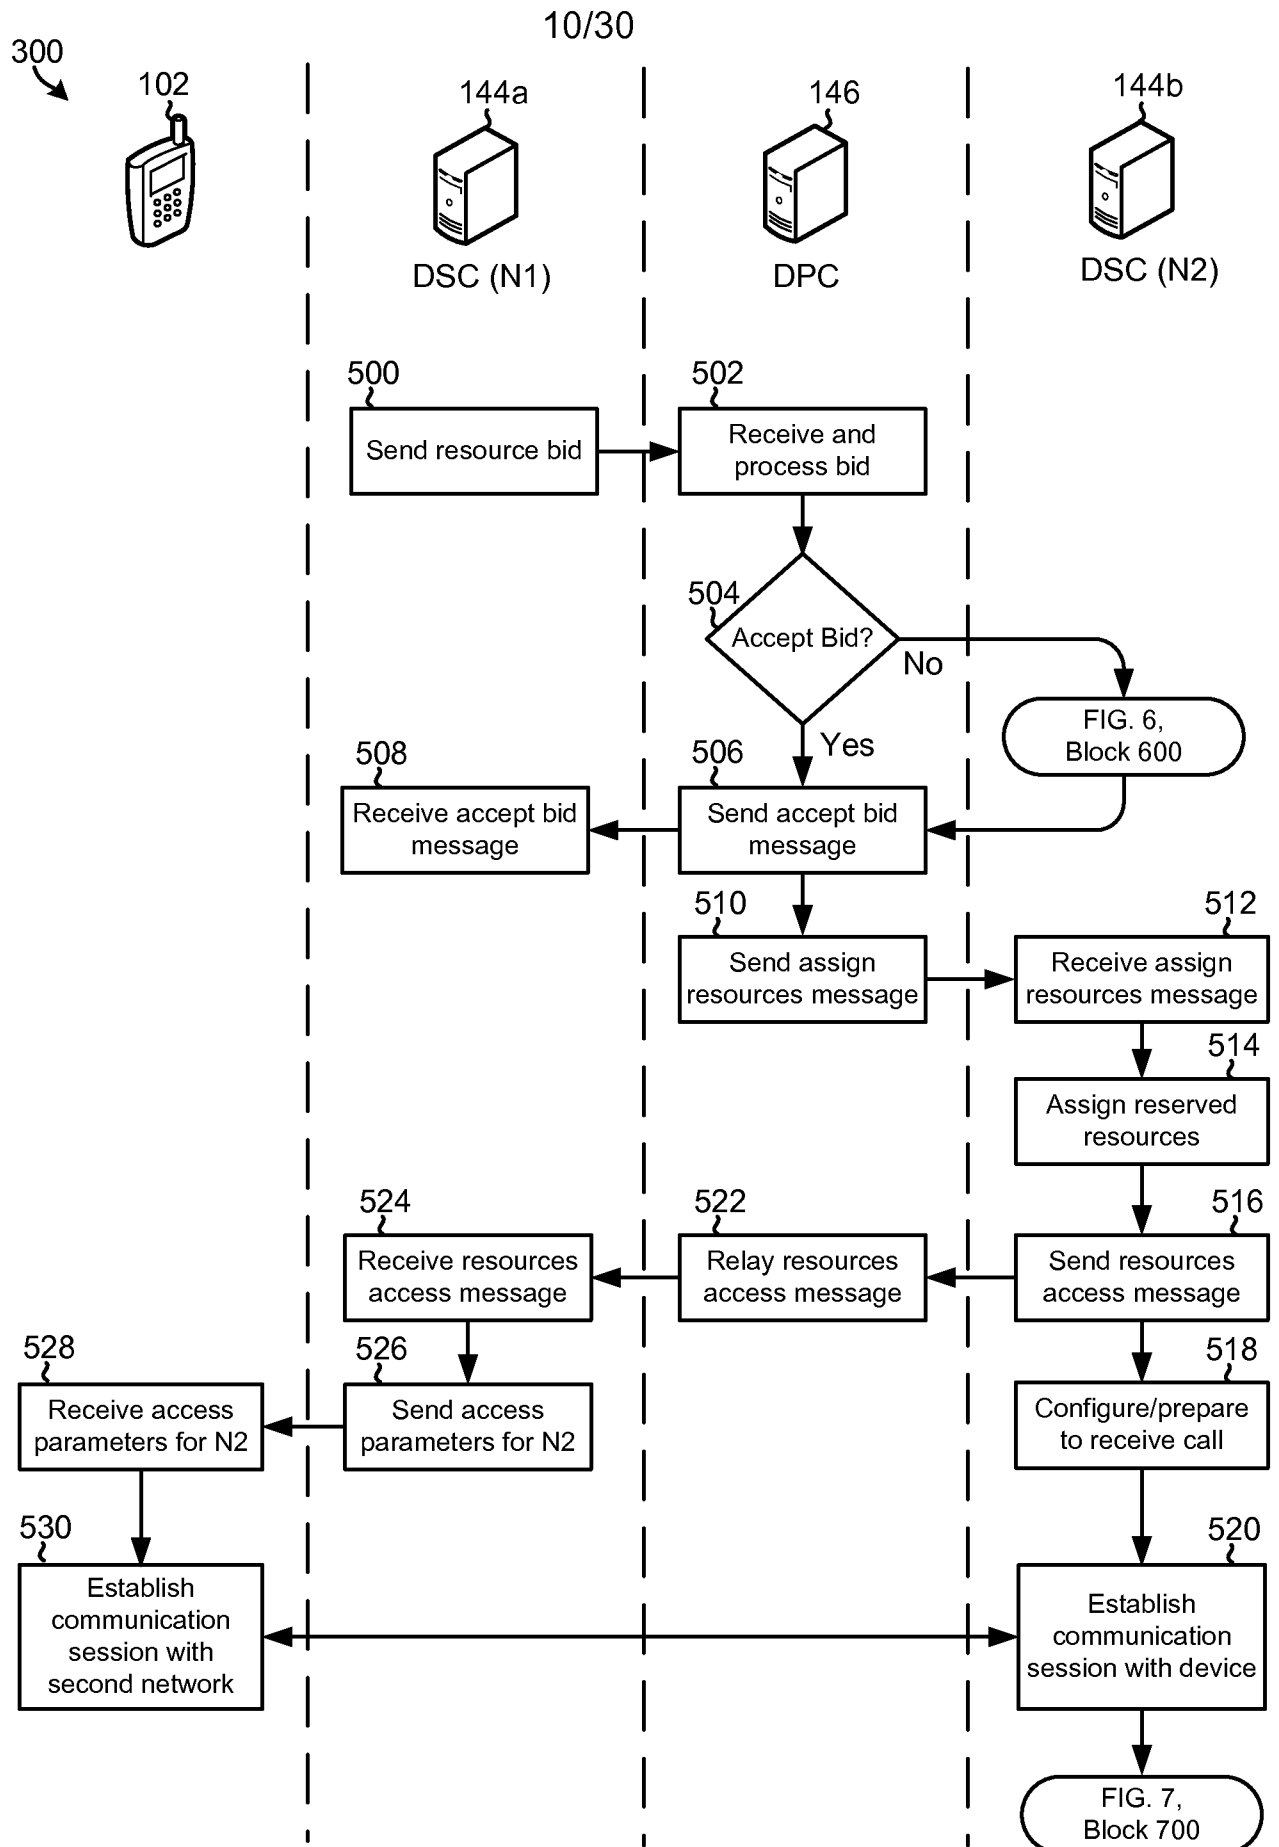 10/30
300
102
144a
146
144b
DSC (N1)
DPC
DSC (N2)
500
502
Send resource bid
Receive and
process bid
504
Accept Bid?
No
Yes
FIG. 6,
Block 600
508
506
Receive accept bid
message
Send accept bid
message
510
512
Send assign
resources message
Receive assign
resources message
514
Assign reserved
resources
524
522
516
Receive resources
access message
Relay resources
access message
Send resources
access message
528
526
518
Receive access
parameters for N2
Send access
parameters for N2
Configure/prepare
to receive call
530
520
Establish
communication
session with
second network
Establish
communication
session with device
FIG. 7,
Block 700